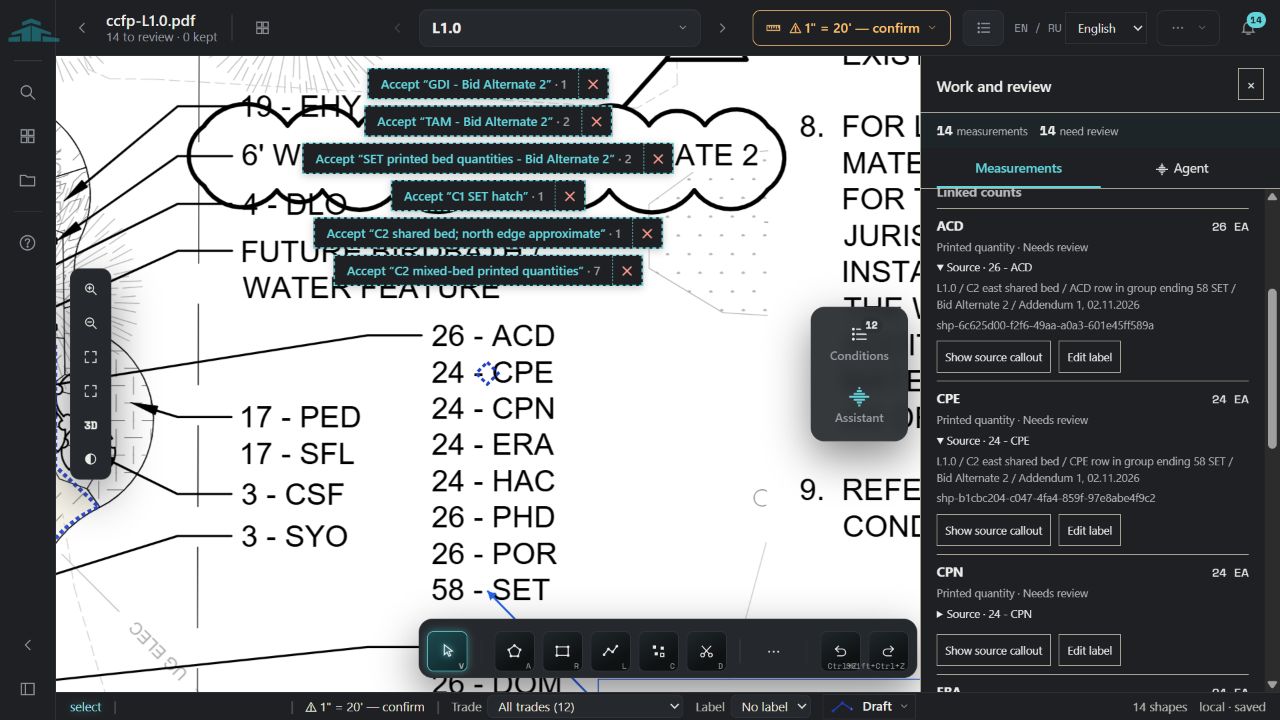 ccfp-L1.0.pdf
14 to review · 0 kept
L1.0
1" = 20' — confirm
EN / RU
English
14
19 - EHY
6' W
ATE 2
4 - DLO
WATER FEATURE
Accept “GDI - Bid Alternate 2” · 1
Accept “TAM - Bid Alternate 2” · 2
Accept “SET printed bed quantities - Bid Alternate 2” · 2
Accept “C1 SET hatch” · 1
Accept “C2 shared bed; north edge approximate” · 1
Accept “C2 mixed-bed printed quantities” · 7
26 - ACD
24 - CPE
24 - CPN
24 - ERA
24 - HAC
26 - PHD
26 - POR
58 - SET
26 - DOM
17 - PED
17 - SFL
3 - CSF
3 - SYO
UG ELEC
8. FOR L
MATE
FOR T
JURIS
INSTA
THE W
9. REFE
COND
3D
12
Conditions
Assistant
V
A
R
L
C
D
Work and review
×
14 measurements 14 need review
Measurements
Agent
Linked counts
ACD 26 EA
Printed quantity · Needs review
▼ Source · 26 - ACD
L1.0 / C2 east shared bed / ACD row in group ending 58 SET /
Bid Alternate 2 / Addendum 1, 02.11.2026
shp-6c625d00-f2f6-49aa-a0a3-601e45ff589a
Show source callout
Edit label
CPE 24 EA
Printed quantity · Needs review
▼ Source · 24 - CPE
L1.0 / C2 east shared bed / CPE row in group ending 58 SET /
Bid Alternate 2 / Addendum 1, 02.11.2026
shp-b1cbc204-c047-4fa4-859f-97e8abe4f9c2
Show source callout
Edit label
CPN 24 EA
Printed quantity · Needs review
▶ Source · 24 - CPN
Show source callout
Edit label
select
1" = 20' — confirm
Trade
All trades (12)
Label
No label
Draft
14 shapes
local · saved